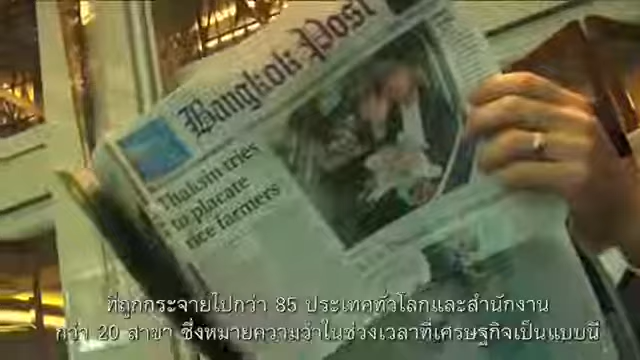 Bangkok Post
Thaksin tries
to placate
rice farmers
ที่ถูกกระจายไปกว่า 85 ประเทศทั่วโลกและสำนักงาน
กว่า 20 สาขา ซึ่งหมายความว่าในช่วงเวลาที่เศรษฐกิจเป็นแบบนี้